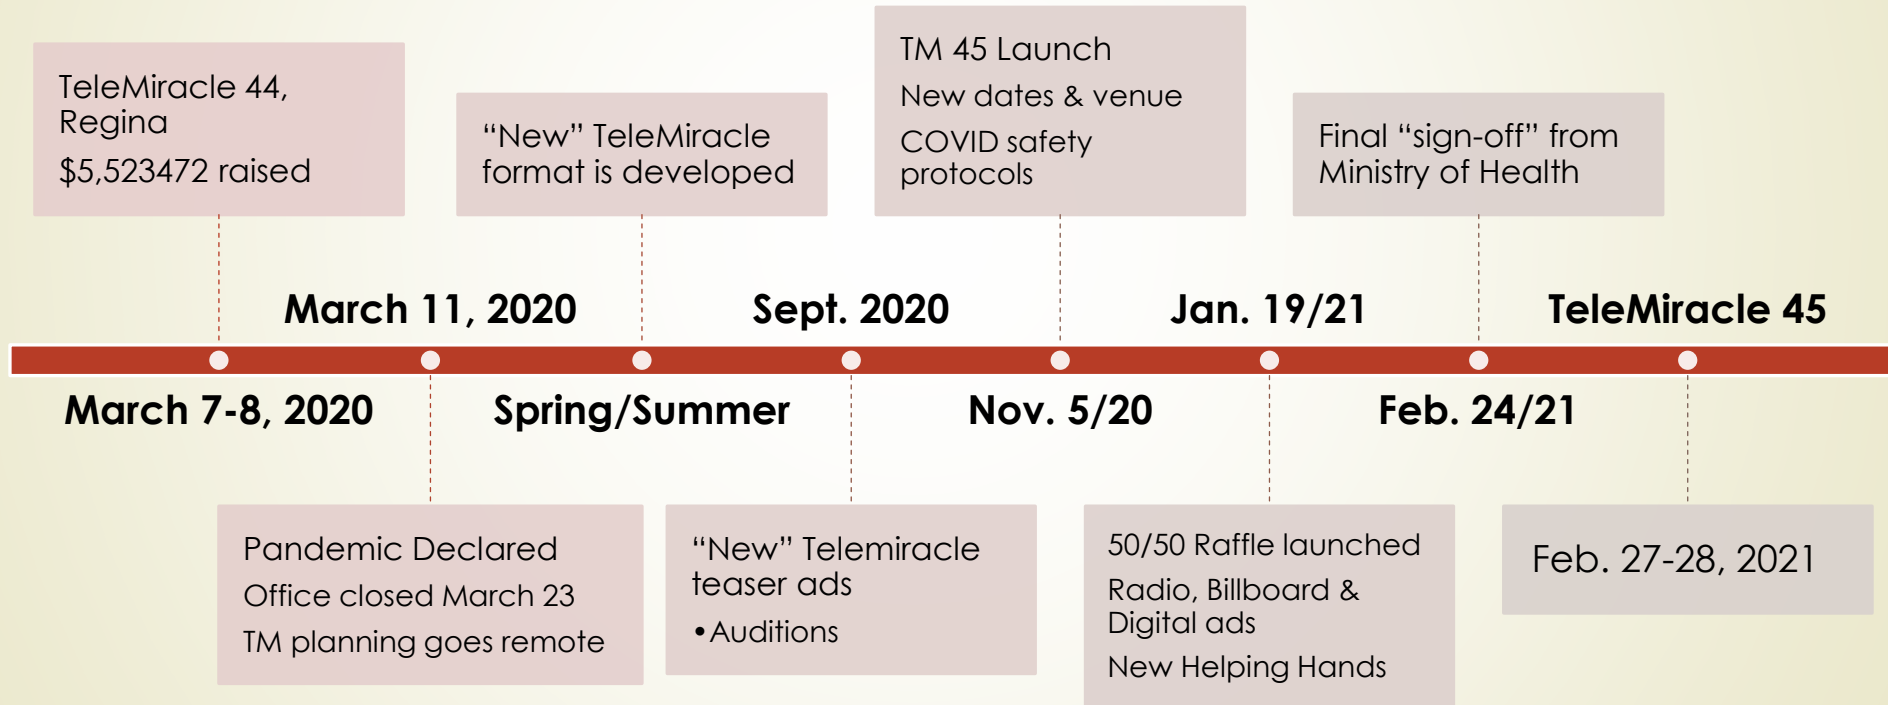 TeleMiracle 44,
Regina
$5,523472 raised
“New” TeleMiracle
format is developed
TM 45 Launch
New dates & venue
COVID safety
protocols
Final “sign-off” from
Ministry of Health
March 11, 2020
Sept. 2020
Jan. 19/21
TeleMiracle 45
March 7-8, 2020
Spring/Summer
Nov. 5/20
Feb. 24/21
Pandemic Declared
Office closed March 23
TM planning goes remote
“New” Telemiracle
teaser ads
•Auditions
50/50 Raffle launched
Radio, Billboard &
Digital ads
New Helping Hands
Feb. 27-28, 2021